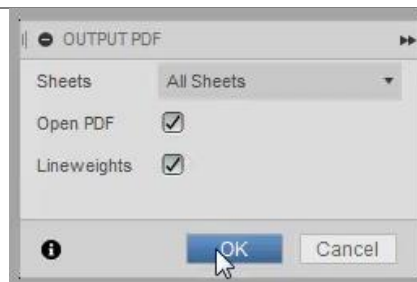 OUTPUT PDF
Sheets All Sheets
Open PDF
Lineweights
OK Cancel